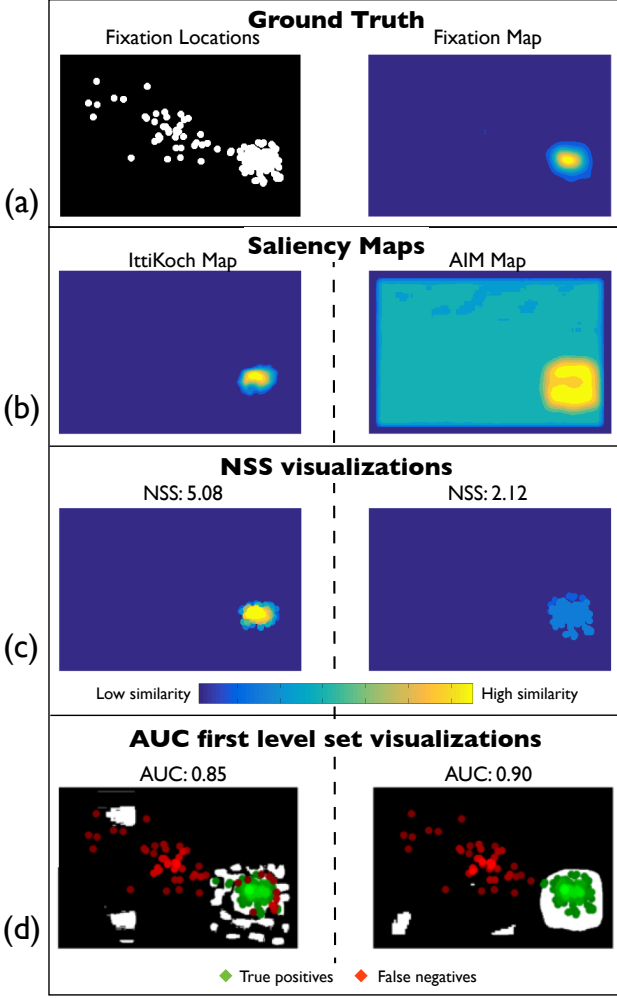 Ground Truth
Fixation Locations
Fixation Map
(a)
Saliency Maps
IttiKoch Map
AIM Map
(b)
NSS visualizations
NSS: 5.08
NSS: 2.12
(c)
Low similarity
High similarity
AUC first level set visualizations
AUC: 0.85
AUC: 0.90
(d)
True positives
False negatives